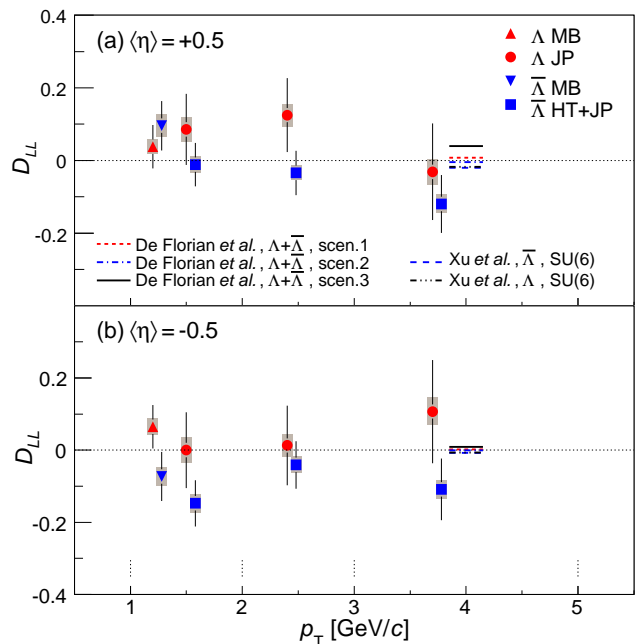 (a) ⟨η⟩ = +0.5
Λ MB
Λ JP
Λ̅ MB
Λ̅ HT+JP
D_LL
0.4
0.2
0
-0.2
De Florian et al. , Λ+Λ̅ , scen.1
De Florian et al. , Λ+Λ̅ , scen.2
De Florian et al. , Λ+Λ̅ , scen.3
Xu et al. , Λ̅ , SU(6)
Xu et al. , Λ , SU(6)
(b) ⟨η⟩ = -0.5
D_LL
0.2
0
-0.2
-0.4
1 2 3 4 5
p_T [GeV/c]